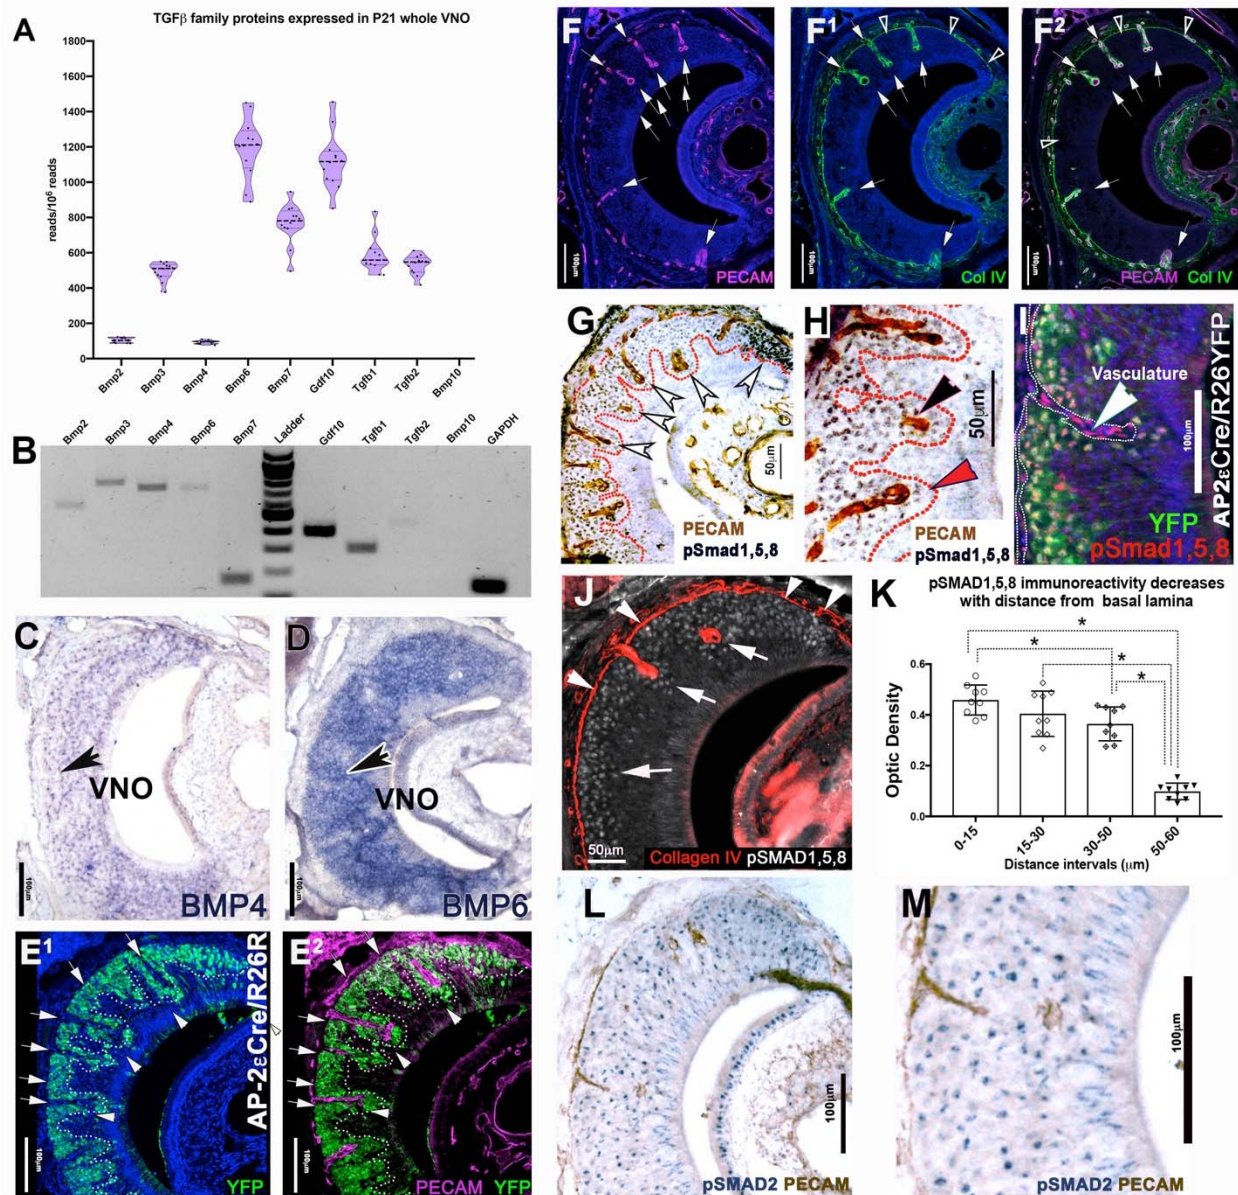 A
TGFβ family proteins expressed in P21 whole VNO
reads/10⁶ reads
1800
1600
1400
1200
1000
800
600
400
200
0
Bmp2
Bmp3
Bmp4
Bmp6
Bmp7
Gdf10
Tgfb1
Tgfb2
Bmp10
B
Bmp2
Bmp3
Bmp4
Bmp6
Bmp7
Ladder
Gdf10
Tgfb1
Tgfb2
Bmp10
GAPDH
C
VNO
100µm
BMP4
D
VNO
100µm
BMP6
E¹
AP-2εCre/R26R
100µm
YFP
E²
100µm
PECAM YFP
F
100µm
PECAM
F¹
100µm
Col IV
F²
100µm
PECAM Col IV
G
50µm
PECAM
pSmad1,5,8
H
50µm
PECAM
pSmad1,5,8
I
Vasculature
100µm
AP2εCre/R26YFP
YFP
pSmad1,5,8
J
50µm
Collagen IV pSMAD1,5,8
K
pSMAD1,5,8 immunoreactivity decreases
with distance from basal lamina
*
*
*
*
Optic Density
0.6
0.4
0.2
0.0
0-15
15-30
30-50
50-60
Distance intervals (µm)
L
100µm
pSMAD2 PECAM
M
100µm
pSMAD2 PECAM